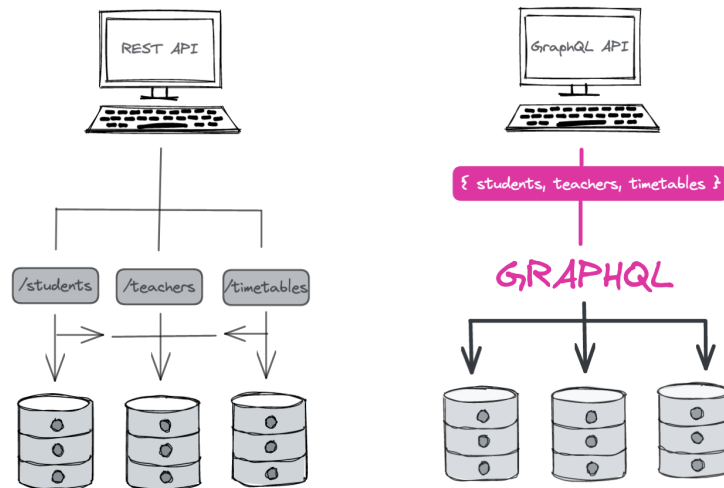 REST API
GraphQL API
{ students, teachers, timetables }
GRAPHQL
/students
/teachers
/timetables